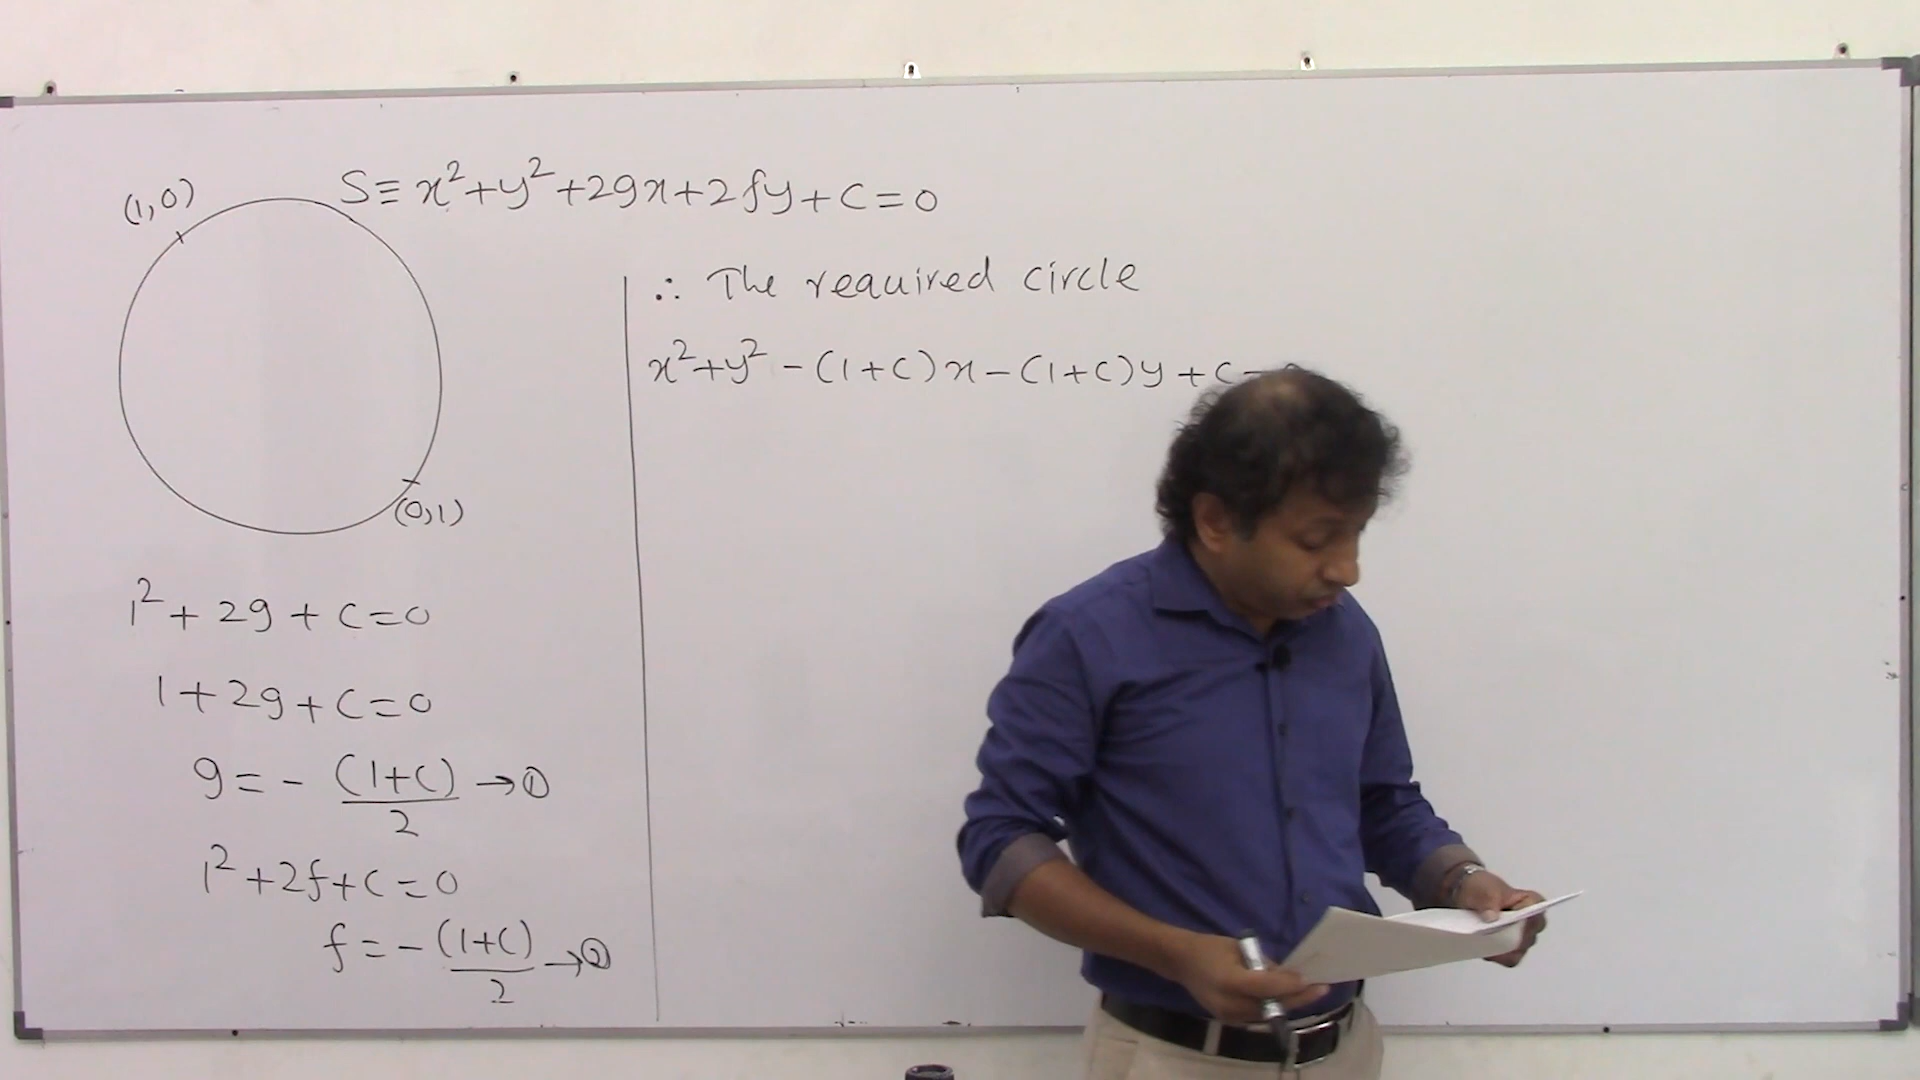 S≡ x²+y²+2gx+2fy+C=0
(1,0)
(0,1)
1²+2g+C=0
1+2g+C=0
g=-(1+C)/2 →①
1²+2f+C=0
f=-(1+C)/2 →②
∴ The required circle
x²+y²-(1+C)x-(1+C)y+C